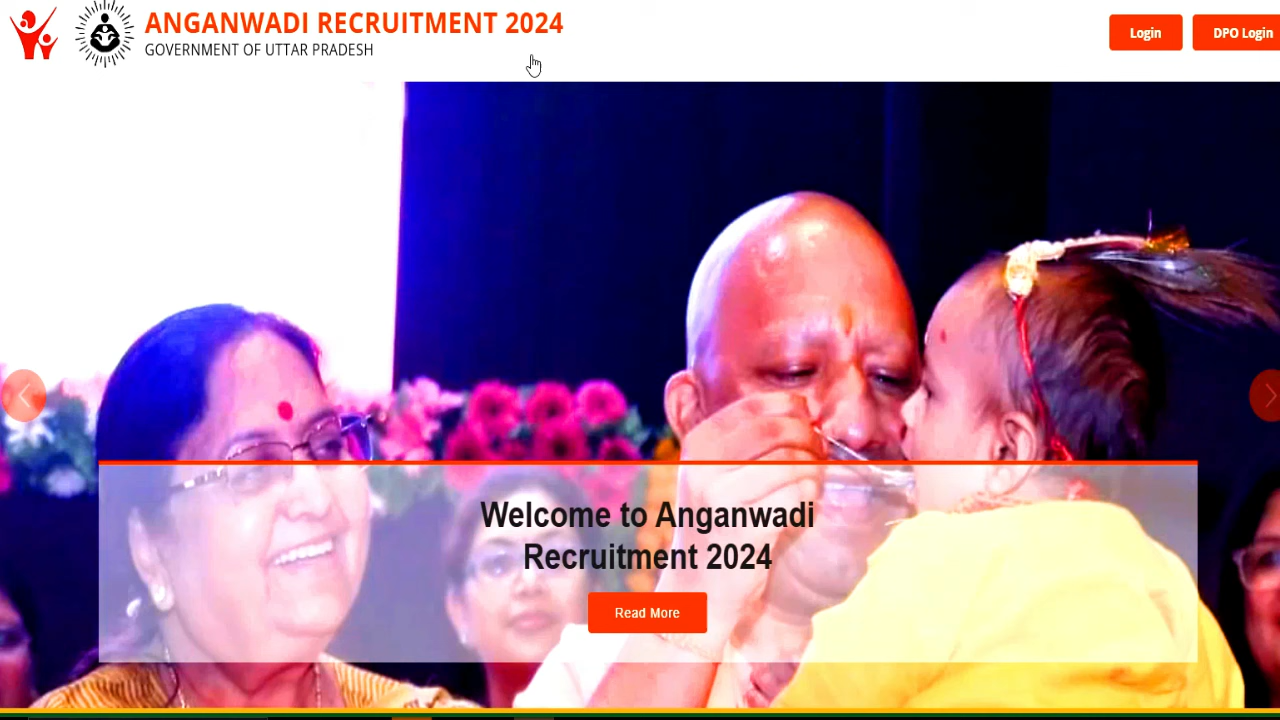 ANGANWADI RECRUITMENT 2024
GOVERNMENT OF UTTAR PRADESH
Login
DPO Login
Welcome to Anganwadi
Recruitment 2024
Read More